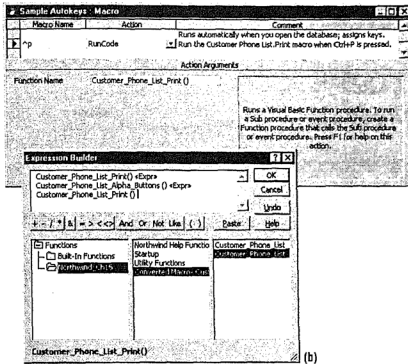 Sample Autokeys : Macro
Macro Name
Action
Comment
Runs automatically when you open the database; assigns keys.
^p
RunCode
Run the Customer Phone List.Print macro when Ctrl+P is pressed.
Action Arguments
Function Name
Customer_Phone_List_Print ()
Runs a Visual Basic Function procedure. To run
a Sub procedure or event procedure, create a
Function procedure that calls the Sub procedure
or event procedure. Press F1 for help on this
action.
Expression Builder
Customer_Phone_List_Print() «Expr»
Customer_Phone_List_Alpha_Buttons () «Expr»
Customer_Phone_List_Print ()
OK
Cancel
Undo
+ - / * & = > < <> And Or Not Like ( )
Paste
Help
Functions
Built-In Functions
Northwind_Ch15
Northwind Help Functio
Startup
Utility Functions
Converted Macro- Cus
Customer_Phone_List
Customer_Phone_List
Customer_Phone_List_Print()
(b)